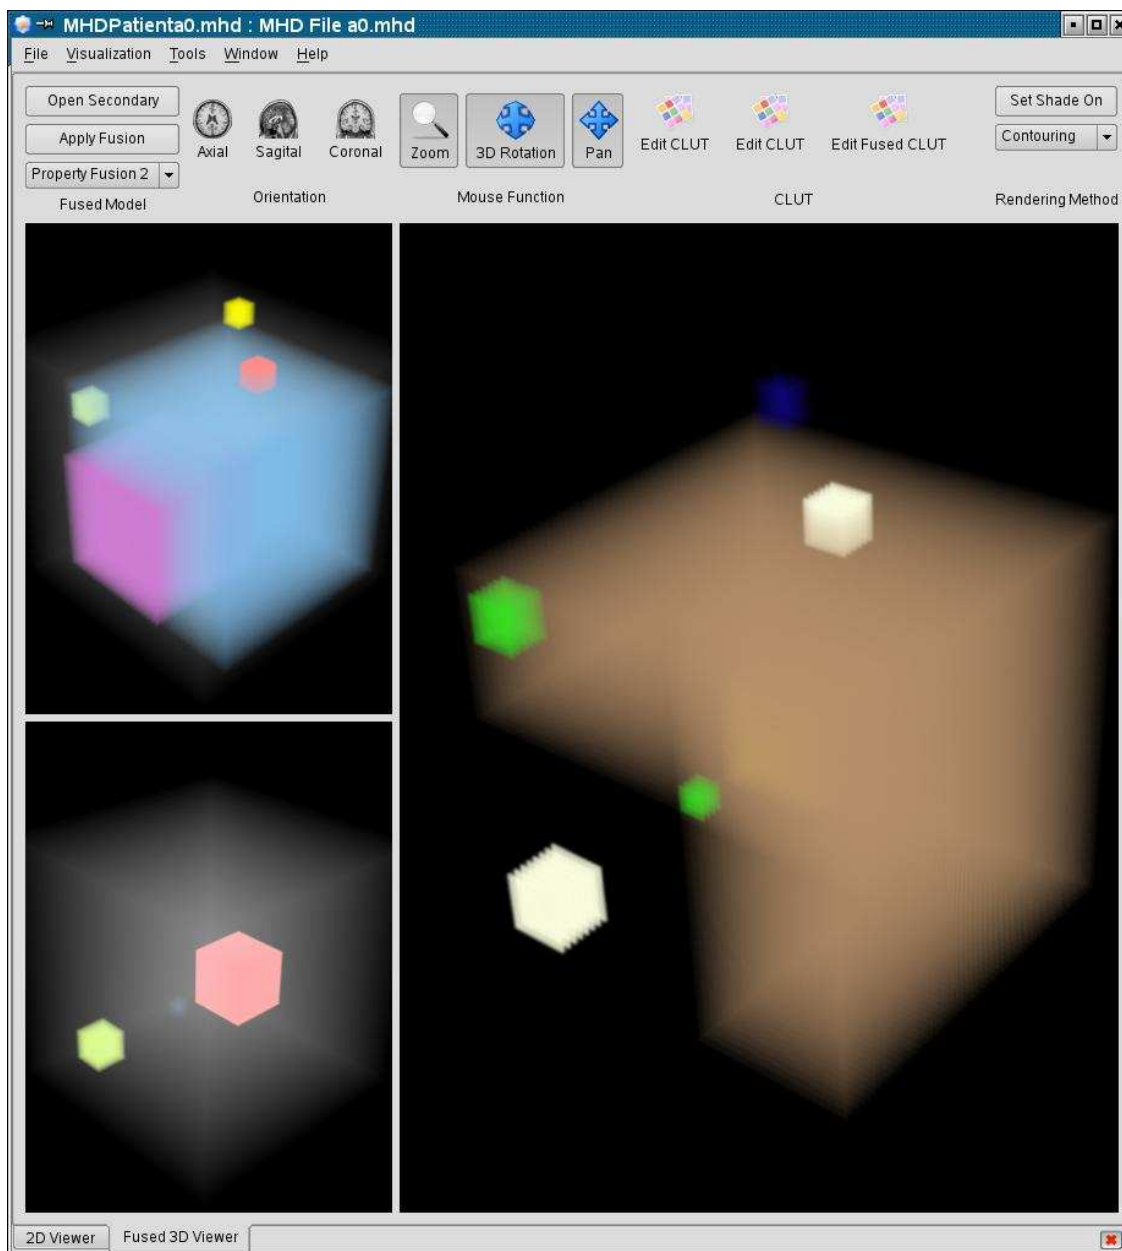 MHDPatienta0.mhd : MHD File a0.mhd
File Visualization Tools Window Help
Open Secondary
Apply Fusion
Property Fusion 2
Fused Model
Axial Sagital Coronal
Orientation
Zoom 3D Rotation Pan
Mouse Function
Edit CLUT Edit CLUT Edit Fused CLUT
CLUT
Set Shade On
Contouring
Rendering Method
2D Viewer Fused 3D Viewer